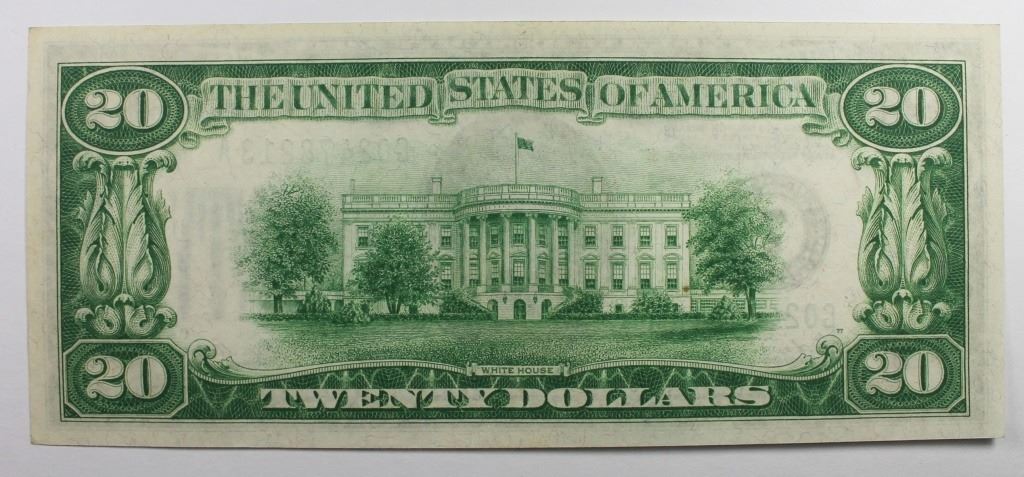 20 THE UNITED STATES OF AMERICA 20
WHITE HOUSE
20 TWENTY DOLLARS 20